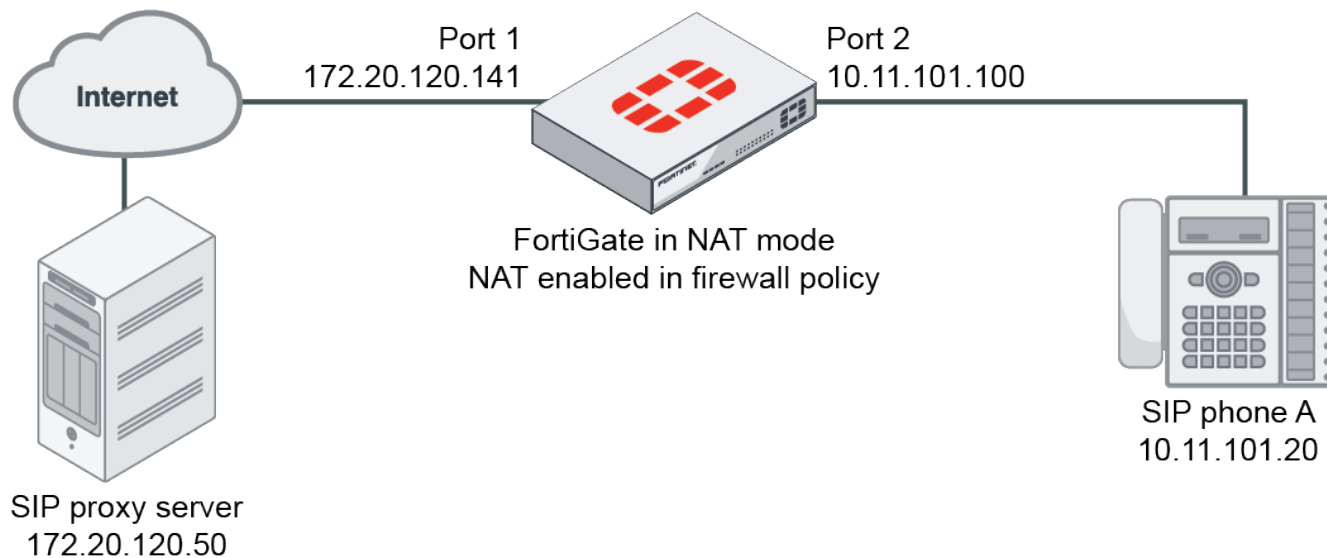 Internet
Port 1
172.20.120.141
Port 2
10.11.101.100
FORTINET
FortiGate in NAT mode
NAT enabled in firewall policy
SIP proxy server
172.20.120.50
SIP phone A
10.11.101.20